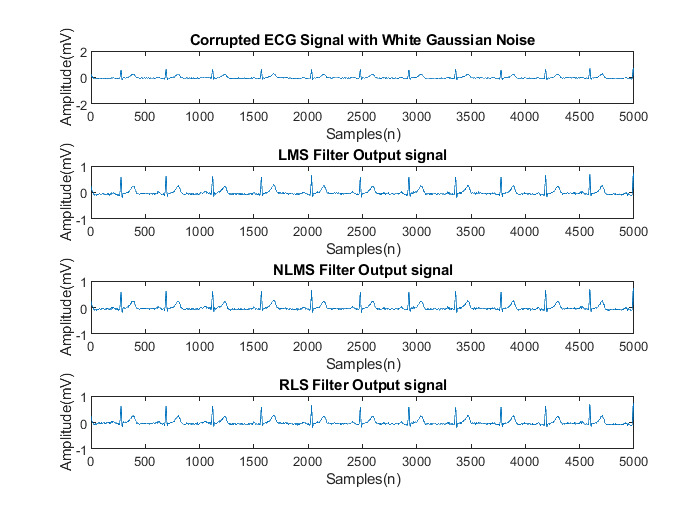 Corrupted ECG Signal with White Gaussian Noise
Amplitude(mV)
2
0
-2
0 500 1000 1500 2000 2500 3000 3500 4000 4500 5000
Samples(n)
LMS Filter Output signal
Amplitude(mV)
1
0
-1
0 500 1000 1500 2000 2500 3000 3500 4000 4500 5000
Samples(n)
NLMS Filter Output signal
Amplitude(mV)
1
0
-1
0 500 1000 1500 2000 2500 3000 3500 4000 4500 5000
Samples(n)
RLS Filter Output signal
Amplitude(mV)
1
0
-1
0 500 1000 1500 2000 2500 3000 3500 4000 4500 5000
Samples(n)